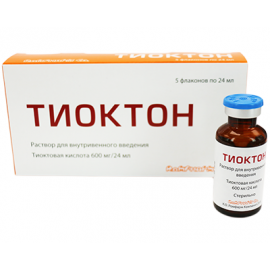 5 флаконов по 24 мл
ТИОКТОН
Раствор для внутривенного введения
Тиоктовая кислота 600 мг/24 мл
ТИОКТОН
Раствор для внутривенного
введения
Тиоктовая кислота
600 мг/24 мл
Стерильно